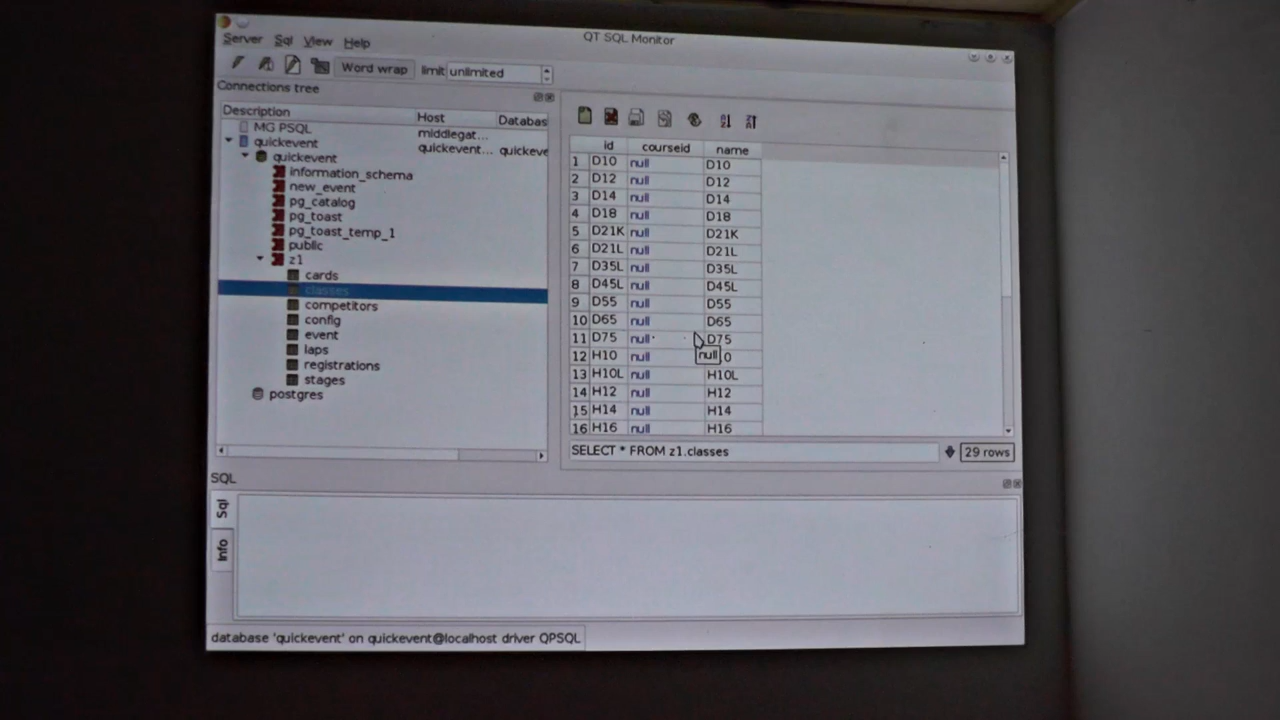 QT SQL Monitor
Server Sql View Help
Word wrap limit unlimited
Connections tree
Description Host Databas
MG PSQL middlegat...
quickevent quickevent... quickeve
quickevent
information_schema
new_event
pg_catalog
pg_toast
pg_toast_temp_1
public
z1
cards
classes
competitors
config
event
laps
registrations
stages
postgres
id courseid name
1 D10 null D10
2 D12 null D12
3 D14 null D14
4 D18 null D18
5 D21K null D21K
6 D21L null D21L
7 D35L null D35L
8 D45L null D45L
9 D55 null D55
10 D65 null D65
11 D75 null D75
12 H10 null null 0
13 H10L null H10L
14 H12 null H12
15 H14 null H14
16 H16 null H16
SELECT * FROM z1.classes 29 rows
SQL
Sql
Info
database 'quickevent' on quickevent@localhost driver QPSQL